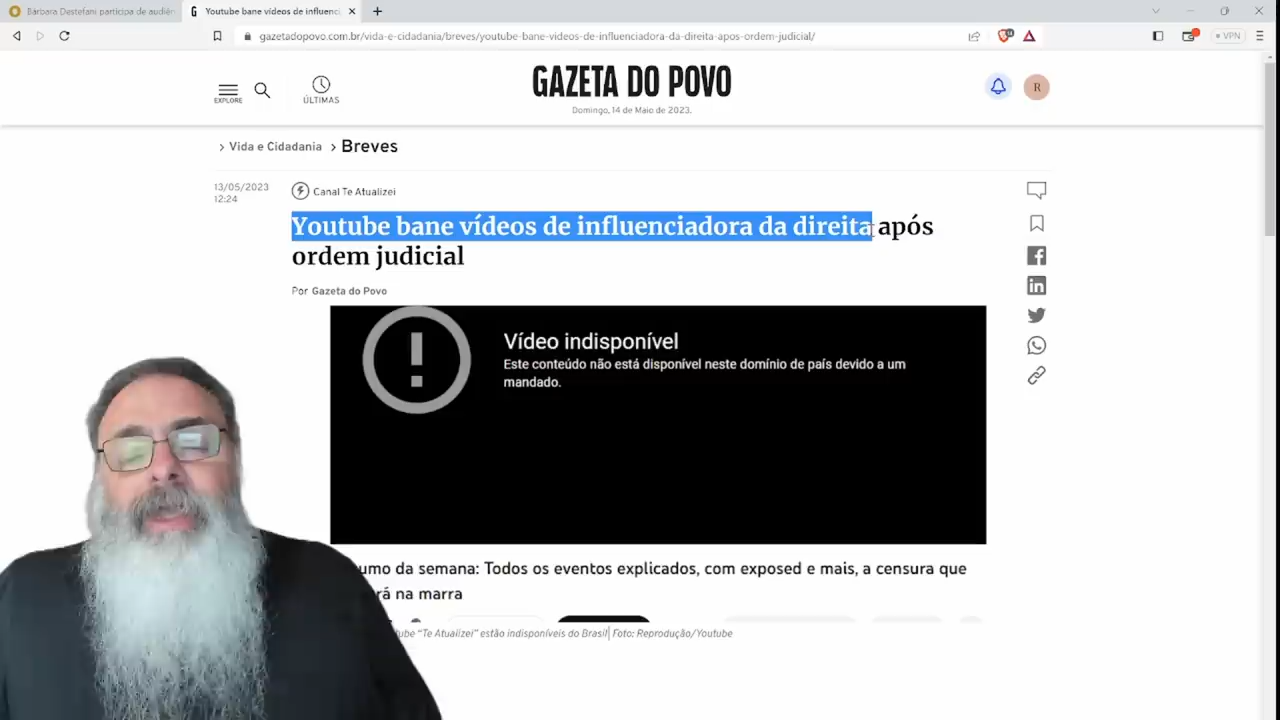 Bárbara Destefani participa de audiên
Youtube bane vídeos de influenci
gazetadopovo.com.br/vida-e-cidadania/breves/youtube-bane-videos-de-influenciadora-da-direita-apos-ordem-judicial/
VPN
EXPLORE
ÚLTIMAS
GAZETA DO POVO
Domingo, 14 de Maio de 2023.
R
Vida e Cidadania
Breves
13/05/2023
12:24
Canal Te Atualizei
Youtube bane vídeos de influenciadora da direita após
ordem judicial
Por Gazeta do Povo
Vídeo indisponível
Este conteúdo não está disponível neste domínio de país devido a um
mandado.
umo da semana: Todos os eventos explicados, com exposed e mais, a censura que
rá na marra
ube “Te Atualizei” estão indisponíveis do Brasil| Foto: Reprodução/Youtube